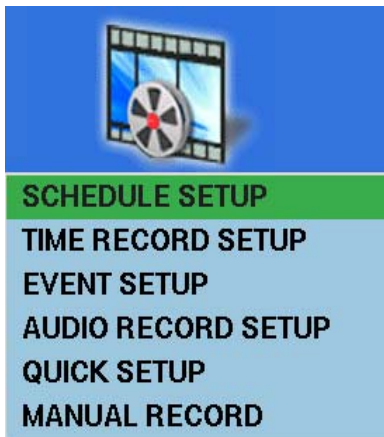 SCHEDULE SETUP
TIME RECORD SETUP
EVENT SETUP
AUDIO RECORD SETUP
QUICK SETUP
MANUAL RECORD